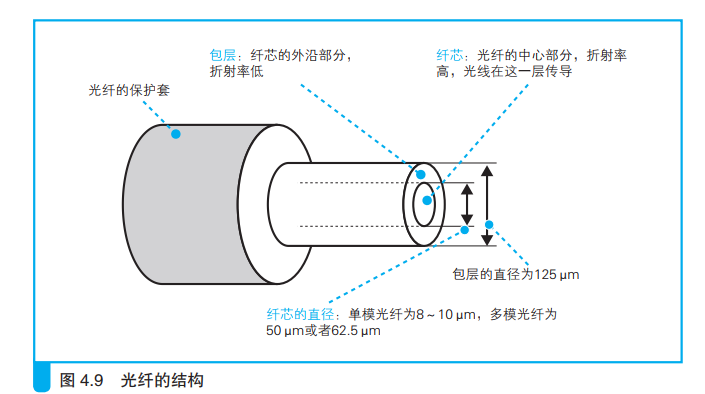 包层：纤芯的外沿部分，
折射率低
纤芯：光纤的中心部分，折射率
高，光线在这一层传导
光纤的保护套
包层的直径为125 μm
纤芯的直径：单模光纤为8～10 μm，多模光纤为
50 μm或者62.5 μm
图 4.9 光纤的结构